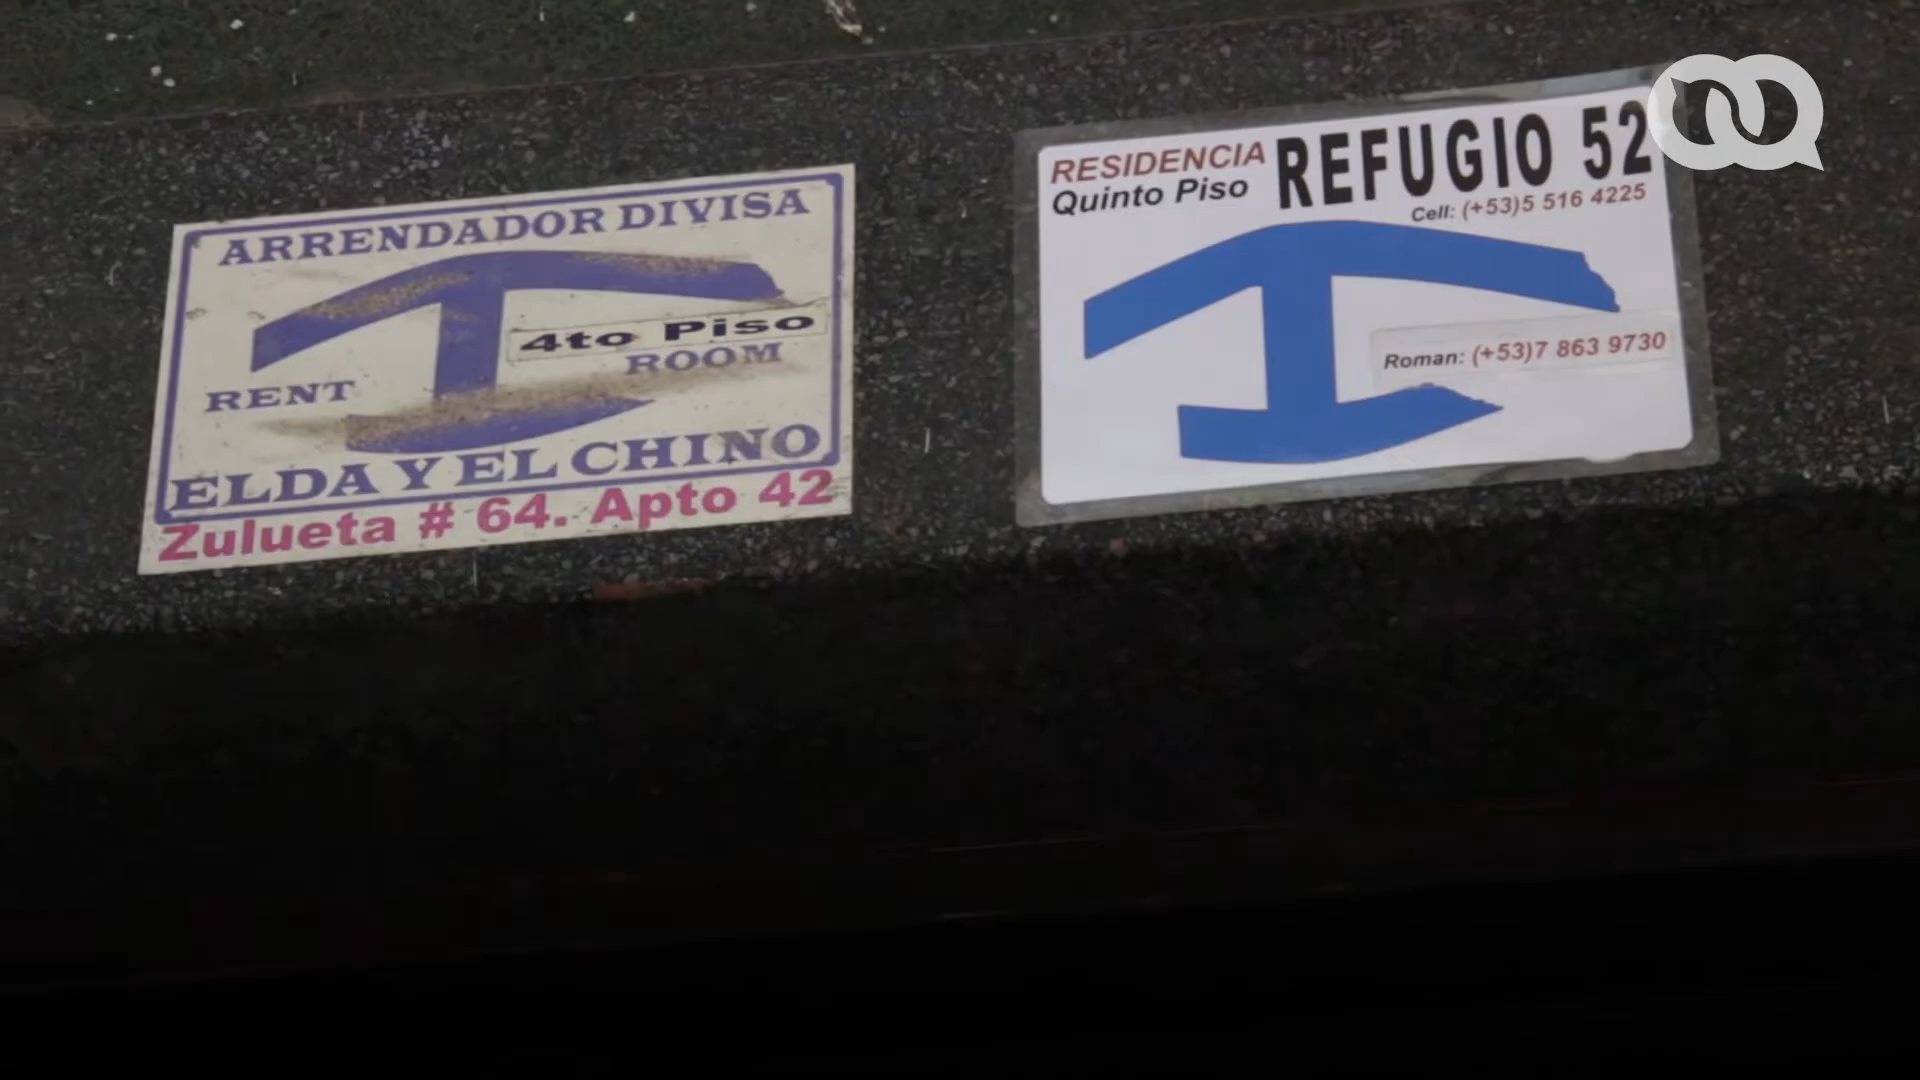 ARRENDADOR DIVISA
4to Piso
RENT ROOM
ELDA Y EL CHINO
Zulueta # 64. Apto 42
RESIDENCIA REFUGIO 52
Quinto Piso
Cell: (+53)5 516 4225
Roman: (+53)7 863 9730